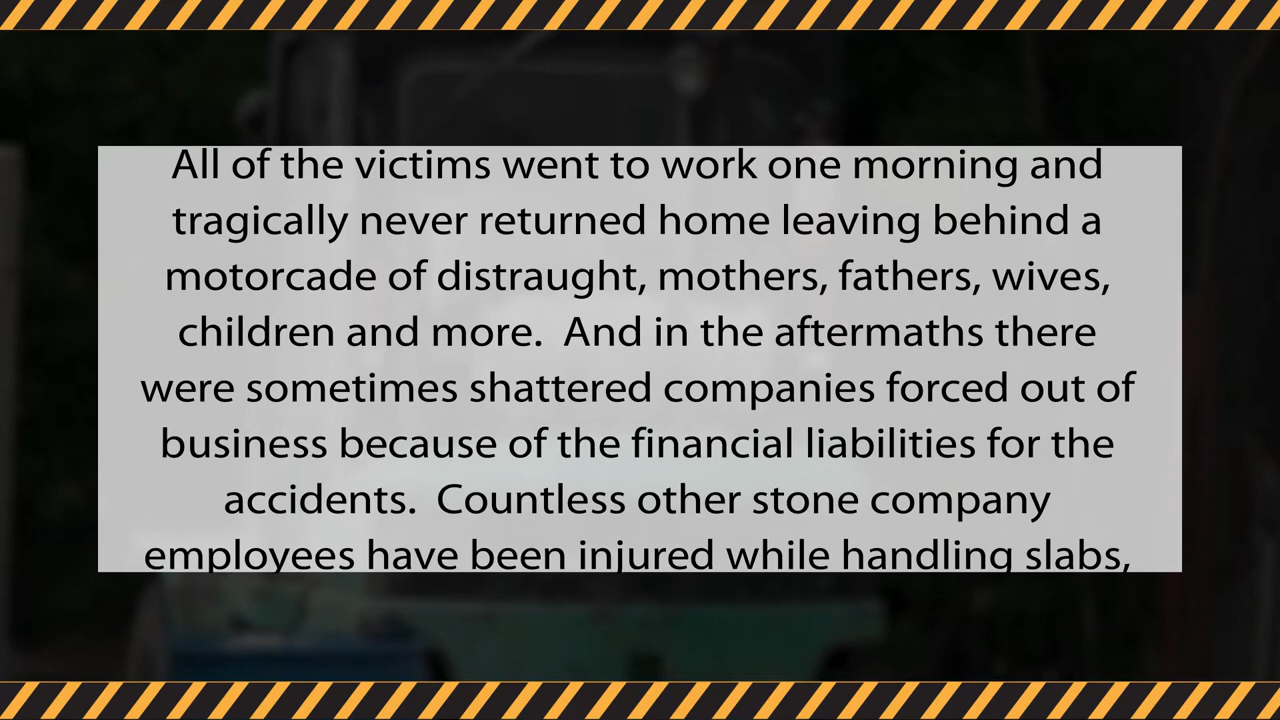 All of the victims went to work one morning and
tragically never returned home leaving behind a
motorcade of distraught, mothers, fathers, wives,
children and more.  And in the aftermaths there
were sometimes shattered companies forced out of
business because of the financial liabilities for the
accidents.  Countless other stone company
employees have been injured while handling slabs,